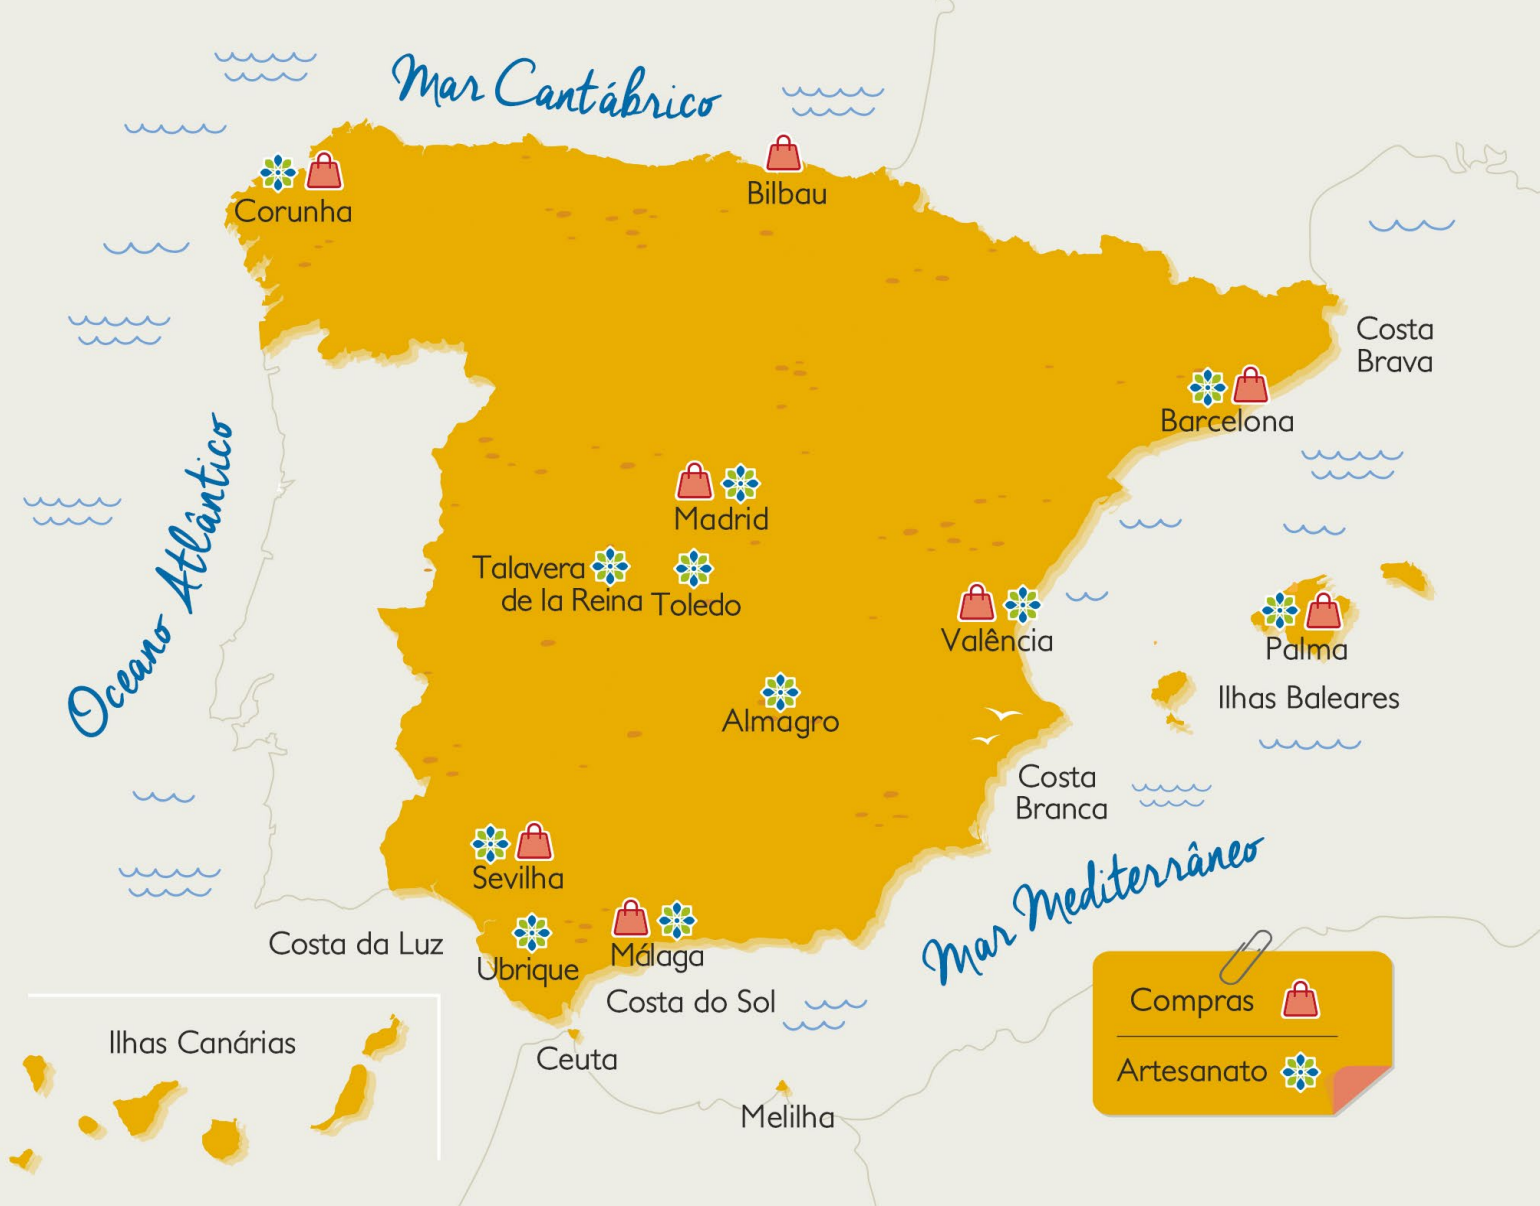 Mar Cantábrico
Corunha
Bilbau
Costa
Brava
Barcelona
Oceano Atlântico
Madrid
Talavera
de la Reina
Toledo
Valência
Palma
Ilhas Baleares
Almagro
Costa
Branca
Sevilha
Mar Mediterrâneo
Costa da Luz
Ubrique
Málaga
Costa do Sol
Compras
Ilhas Canárias
Ceuta
Artesanato
Melilha